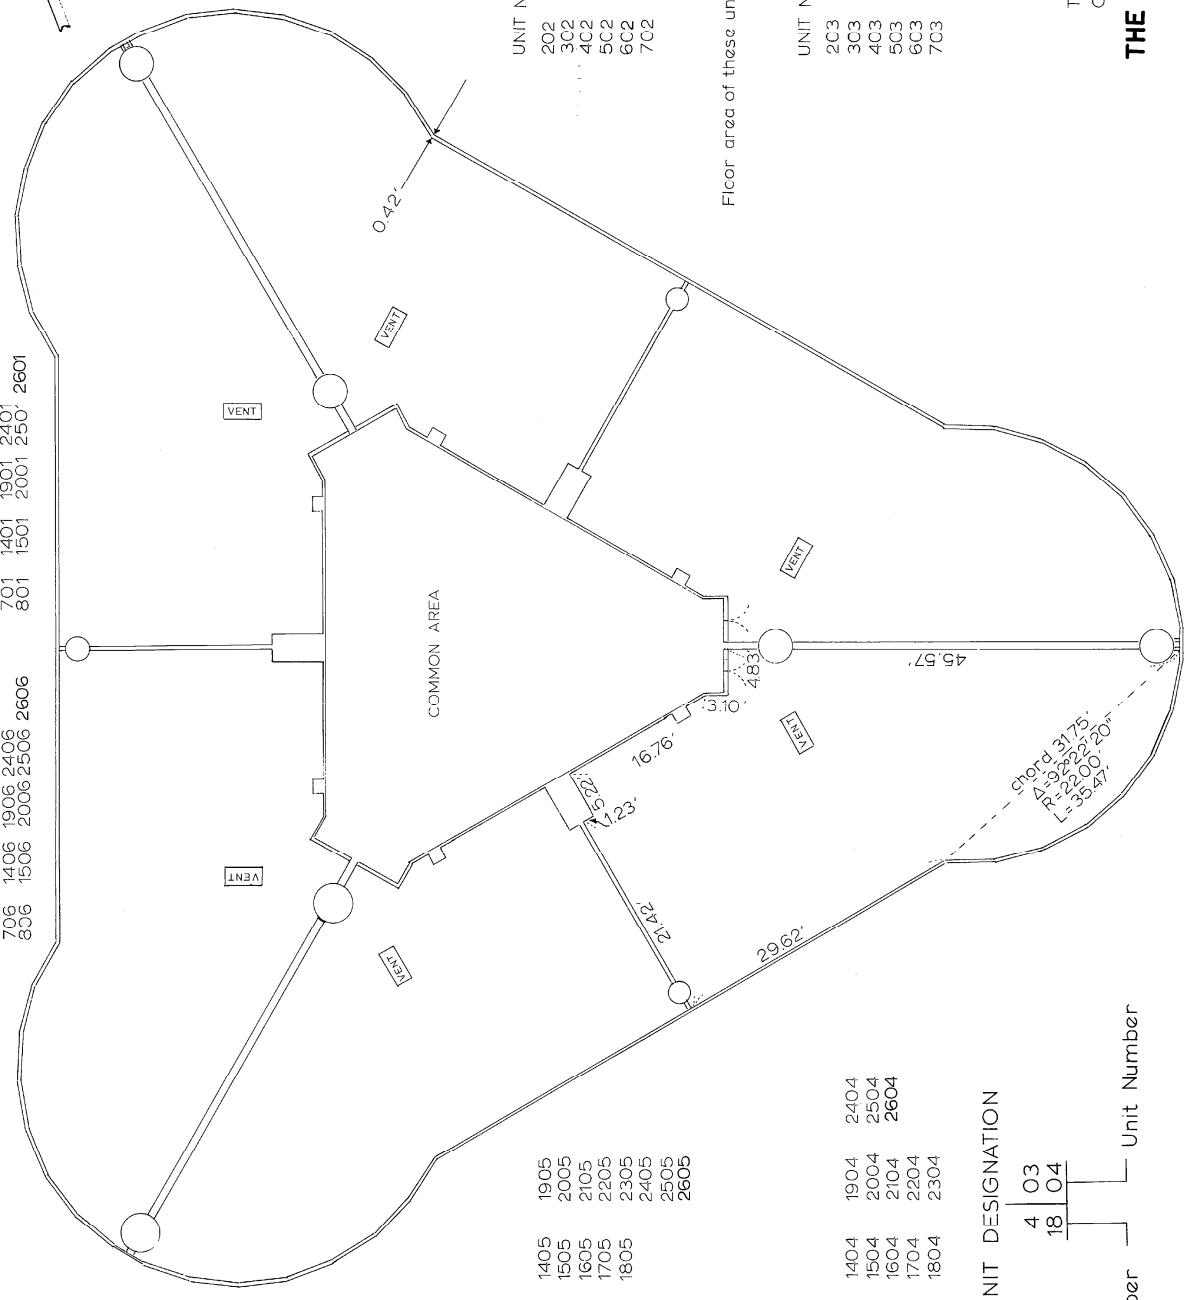 706 1406 1906 2406
806 1506 2006 2506 2606
701 1401 1901 2401
801 1501 2001 2601
UNIT
202
302
402
502
602
702
Floor area of these
UNIT
203
303
403
503
603
703
THE
0.42'
VENT
VENT
VENT
VENT
VENT
VENT
COMMON AREA
4.83
3.10'
45.57'
16.76'
5.22'
1.23'
21.42'
29.62'
chord 31.75'
Δ=92°22'20"
R=22.00'
L=35.47'
1405 1905
1505 2005
1605 2105
1705 2205
1805 2305
2405
2505
2605
1404 1904 2404
1504 2004 2504
1604 2104 2604
1704 2204
1804 2304
NIT DESIGNATION
4 03
18 04
Unit Number